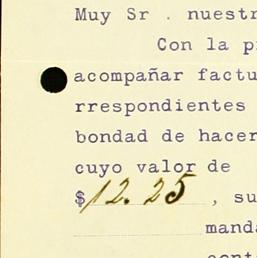 Muy Sr . nuestr
Con la p
acompañar factu
rrespondientes
bondad de hacer
cuyo valor de
$12.25 , su
manda